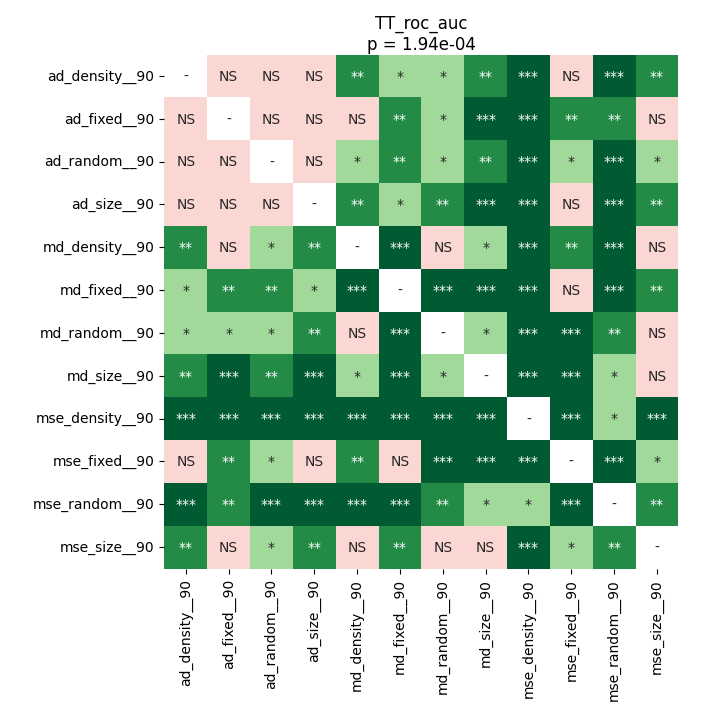 TT_roc_auc
p = 1.94e-04
ad_density__90 - NS NS NS ** * * ** *** NS *** **
ad_fixed__90 NS - NS NS NS ** * *** *** ** ** NS
ad_random__90 NS NS - NS * ** * ** *** * *** *
ad_size__90 NS NS NS - ** * ** *** *** NS *** **
md_density__90 ** NS * ** - *** NS * *** ** *** NS
md_fixed__90 * ** ** * *** - *** *** *** NS *** **
md_random__90 * * * ** NS *** - * *** *** ** NS
md_size__90 ** *** ** *** * *** * - *** *** * NS
mse_density__90 *** *** *** *** *** *** *** *** - *** * ***
mse_fixed__90 NS ** * NS ** NS *** *** *** - *** *
mse_random__90 *** ** *** *** *** *** ** * * *** - **
mse_size__90 ** NS * ** NS ** NS NS *** * ** -
ad_density__90
ad_fixed__90
ad_random__90
ad_size__90
md_density__90
md_fixed__90
md_random__90
md_size__90
mse_density__90
mse_fixed__90
mse_random__90
mse_size__90